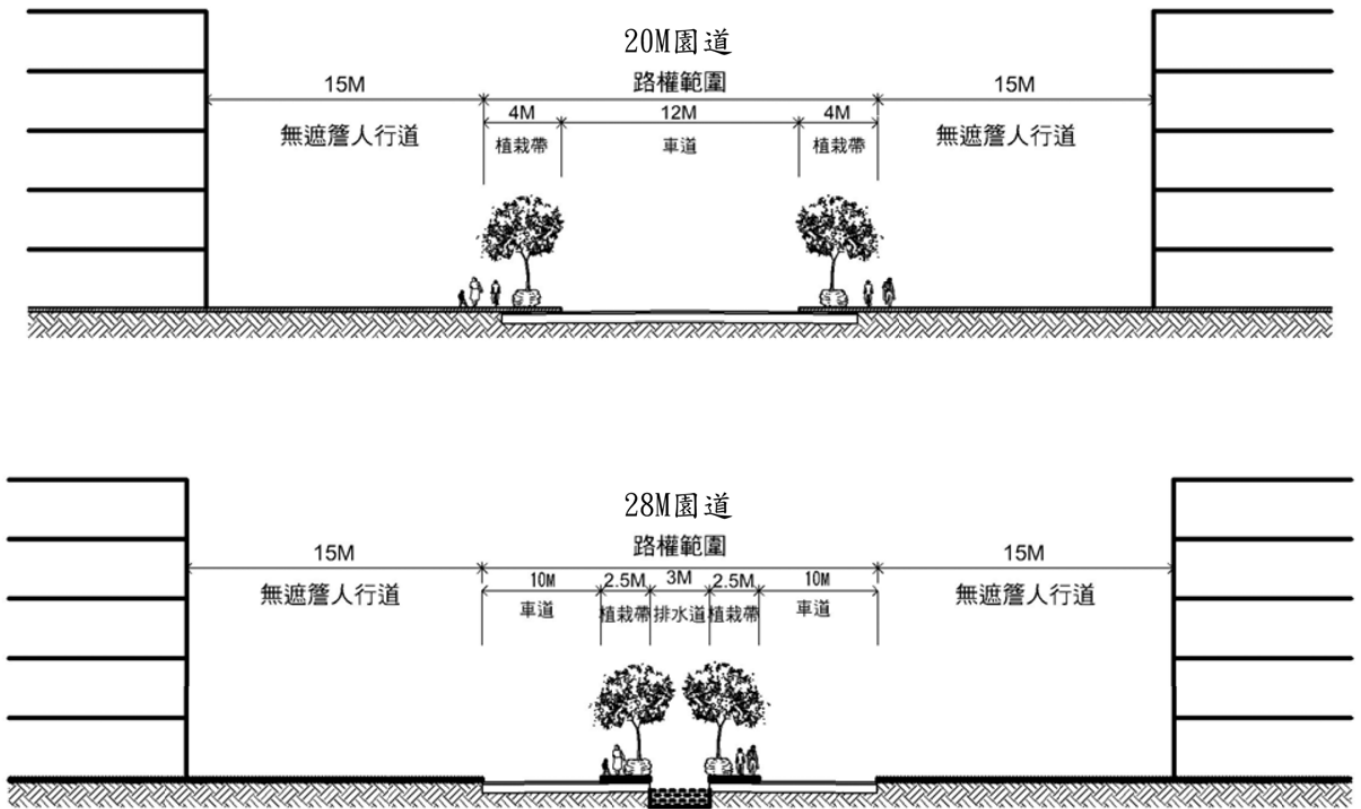 20M園道
路權範圍
15M
15M
4M
12M
4M
無遮簷人行道
植栽帶
車道
植栽帶
無遮簷人行道
28M園道
路權範圍
15M
15M
10M
2.5M
3M
2.5M
10M
無遮簷人行道
車道
植栽帶
排水道
植栽帶
車道
無遮簷人行道